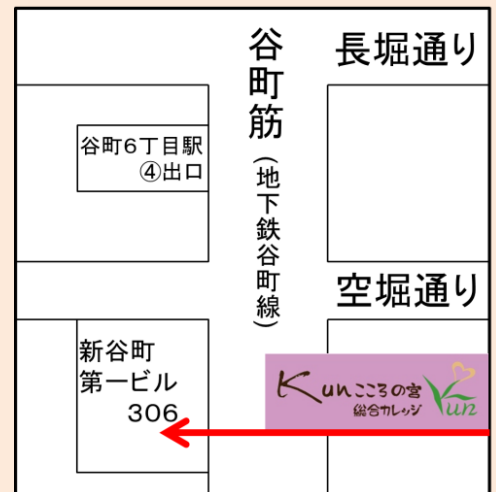 長堀通り
谷町筋
(地下鉄谷町線)
谷町6丁目駅
④出口
空堀通り
新谷町
第一ビル
306
Kunこころの宮
総合カレッジ
Kun